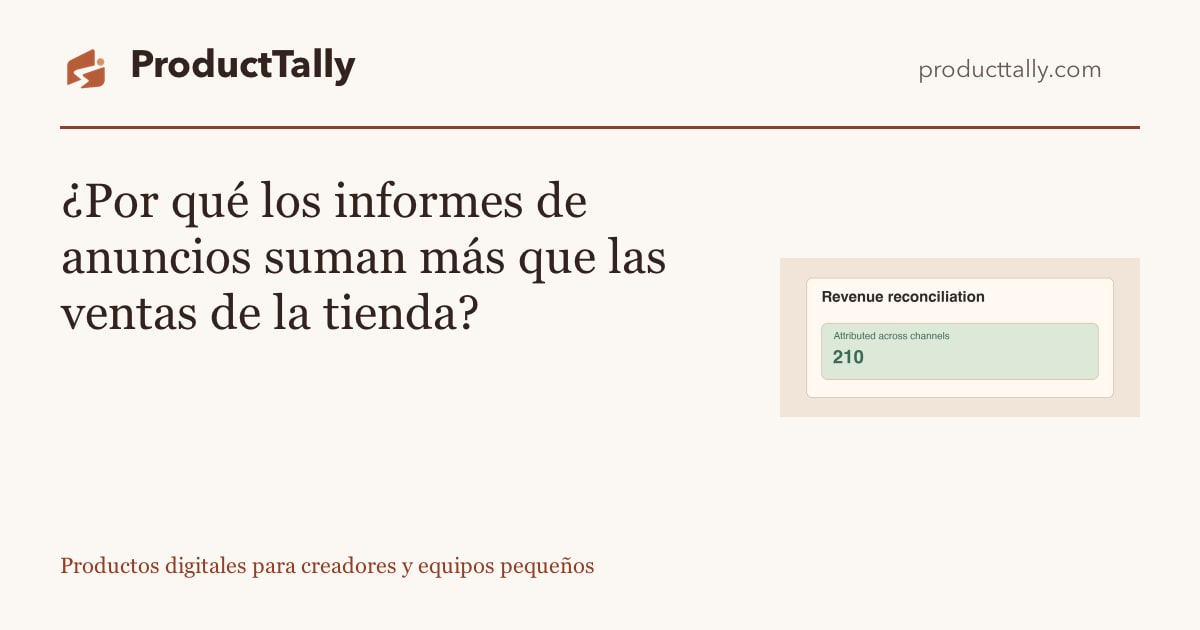 ProductTally
producttally.com
¿Por qué los informes de
anuncios suman más que las
ventas de la tienda?
Revenue reconciliation
Attributed across channels
210
Productos digitales para creadores y equipos pequeños